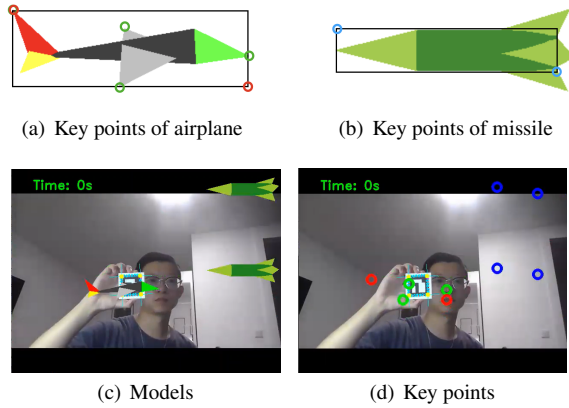 (a) Key points of airplane
(b) Key points of missile
Time: 0s
Time: 0s
(c) Models
(d) Key points